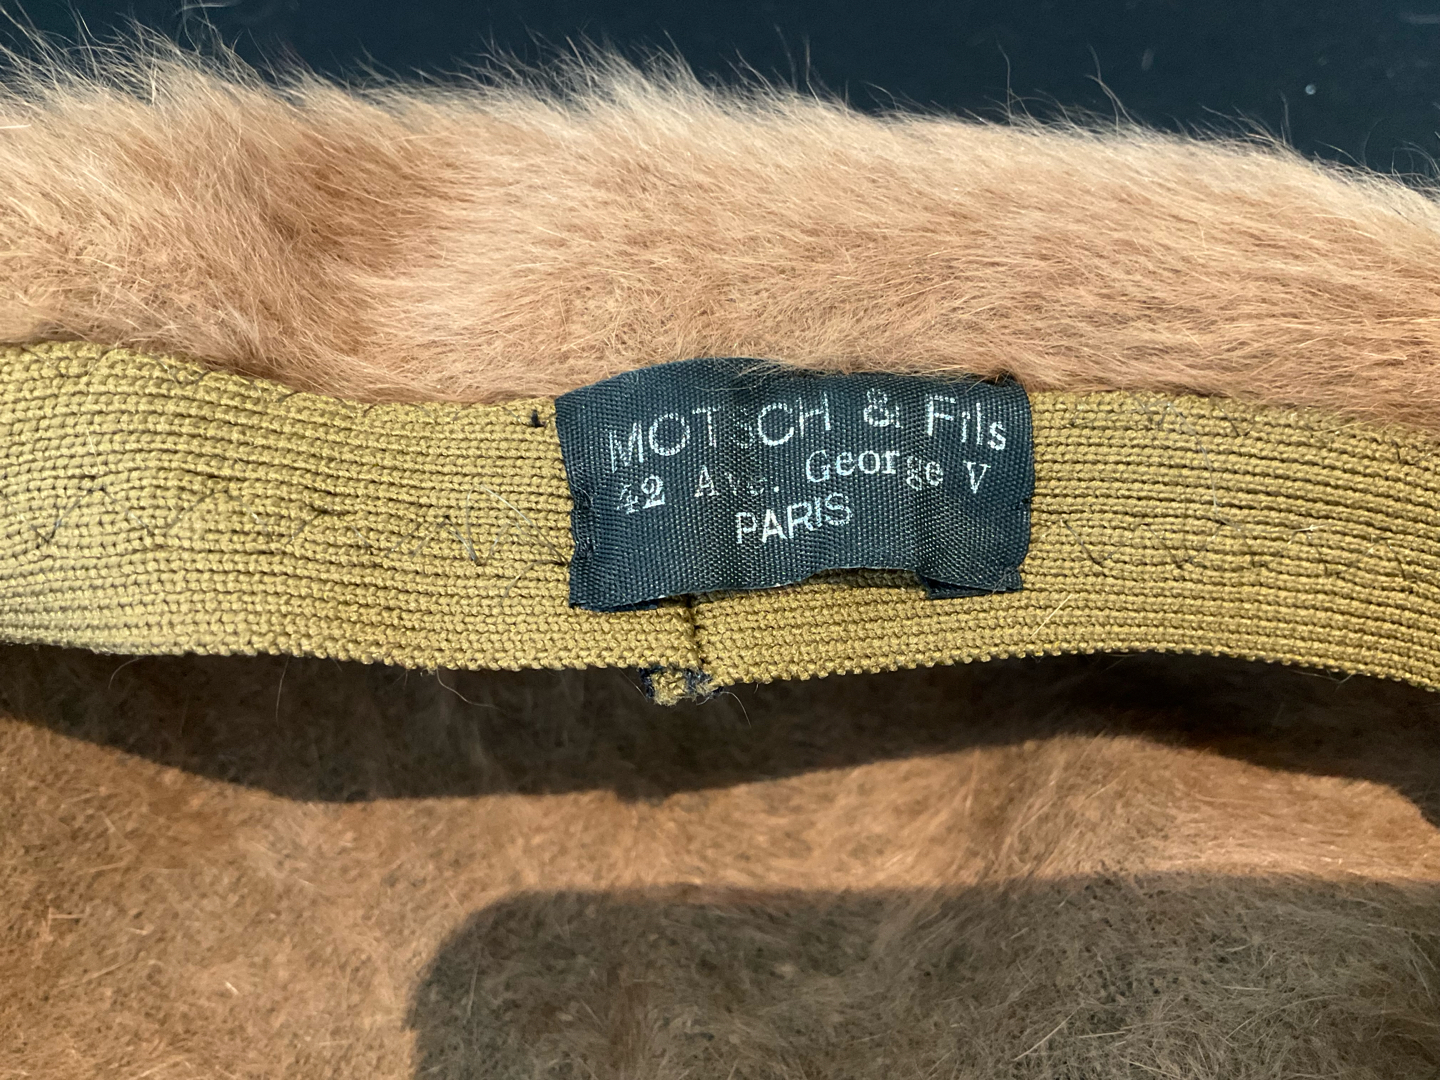 MOTSCH & Fils
42 Ave. George V
PARIS